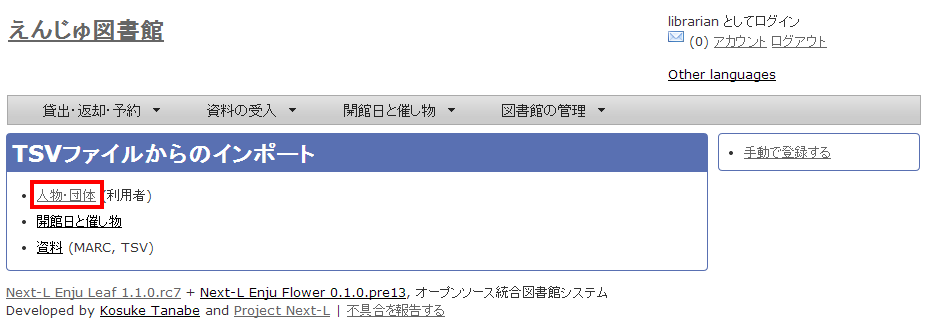 えんじゅ図書館
librarian としてログイン
(0) アカウント ログアウト
Other languages
貸出・返却・予約 資料の受入 開館日と催し物 図書館の管理
TSVファイルからのインポート
人物・団体 (利用者)
開館日と催し物
資料 (MARC, TSV)
手動で登録する
Next-L Enju Leaf 1.1.0.rc7 + Next-L Enju Flower 0.1.0.pre13, オープンソース統合図書館システム
Developed by Kosuke Tanabe and Project Next-L | 不具合を報告する